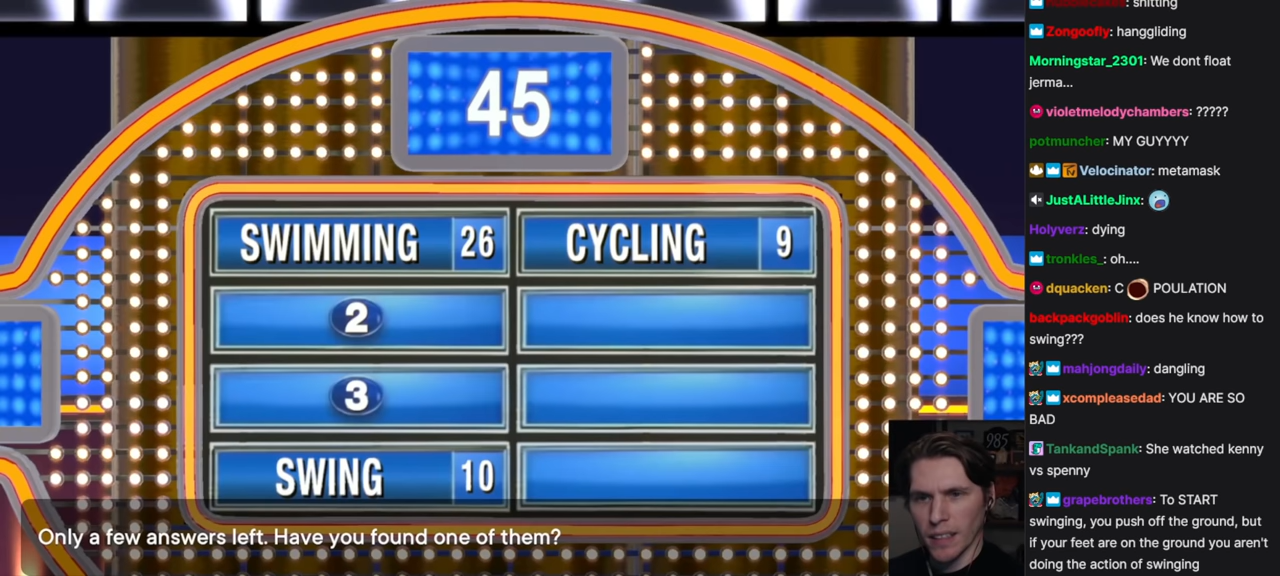 45
SWIMMING 26
CYCLING 9
2
3
SWING 10
Only a few answers left. Have you found one of them?
985
: shitting
Zongoofly: hanggliding
Morningstar_2301: We dont float
jerma...
violetmelodychambers: ?????
potmuncher: MY GUYYYY
Velocinator: metamask
JustALittleJinx:
Holyverz: dying
tronkles_: oh....
dquacken: C POULATION
backpackgoblin: does he know how to
swing???
mahjongdaily: dangling
xcompleasedad: YOU ARE SO
BAD
TankandSpank: She watched kenny
vs spenny
grapebrothers: To START
swinging, you push off the ground, but
if your feet are on the ground you aren't
doing the action of swinging